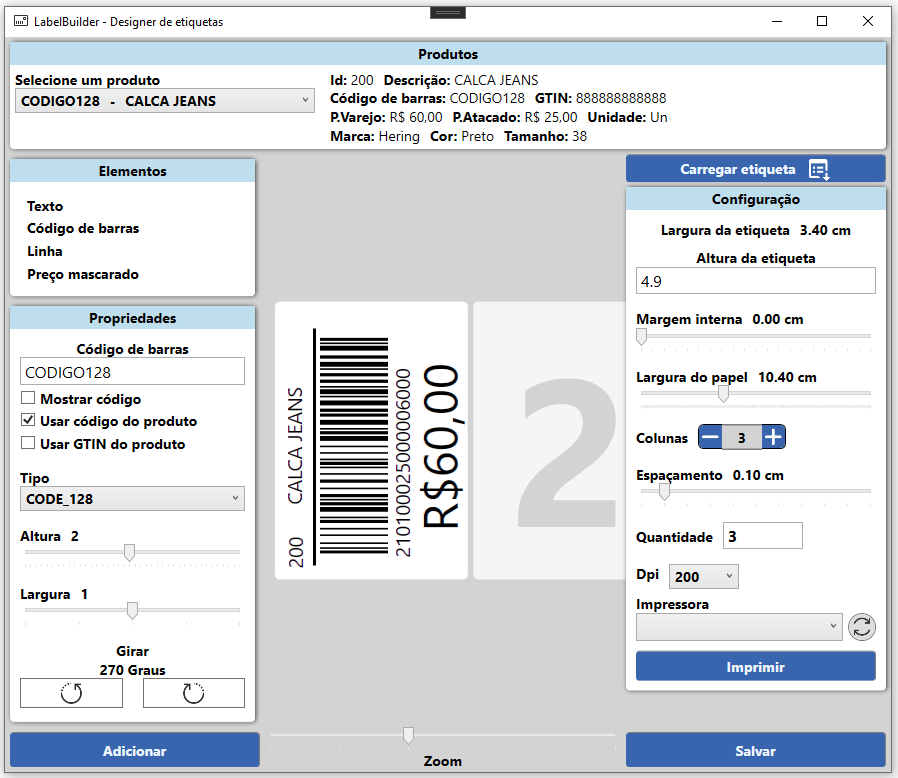 LabelBuilder - Designer de etiquetas
Produtos
Selecione um produto
CODIGO128 - CALCA JEANS
Id: 200 Descrição: CALCA JEANS
Código de barras: CODIGO128 GTIN: 888888888888
P.Varejo: R$ 60,00 P.Atacado: R$ 25,00 Unidade: Un
Marca: Hering Cor: Preto Tamanho: 38
Elementos
Texto
Código de barras
Linha
Preço mascarado
Propriedades
Código de barras
CODIGO128
Mostrar código
Usar código do produto
Usar GTIN do produto
Tipo
CODE_128
Altura 2
Largura 1
Girar
270 Graus
Adicionar
200 CALCA JEANS
21010002500006000
R$60,00
2
Zoom
Carregar etiqueta
Configuração
Largura da etiqueta 3.40 cm
Altura da etiqueta
4.9
Margem interna 0.00 cm
Largura do papel 10.40 cm
Colunas 3
Espaçamento 0.10 cm
Quantidade 3
Dpi 200
Impressora
Imprimir
Salvar